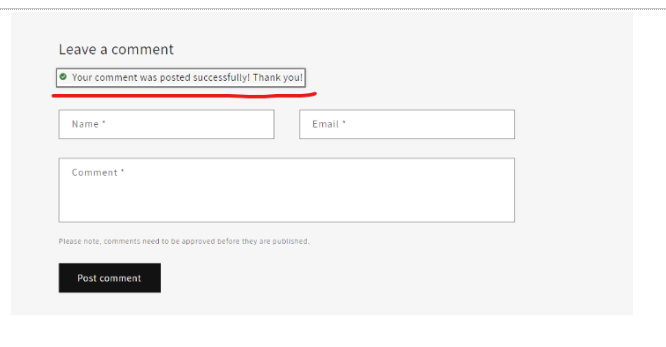 Leave a comment
Your comment was posted successfully! Thank you!
Name *
Email *
Comment *
Please note, comments need to be approved before they are published.
Post comment